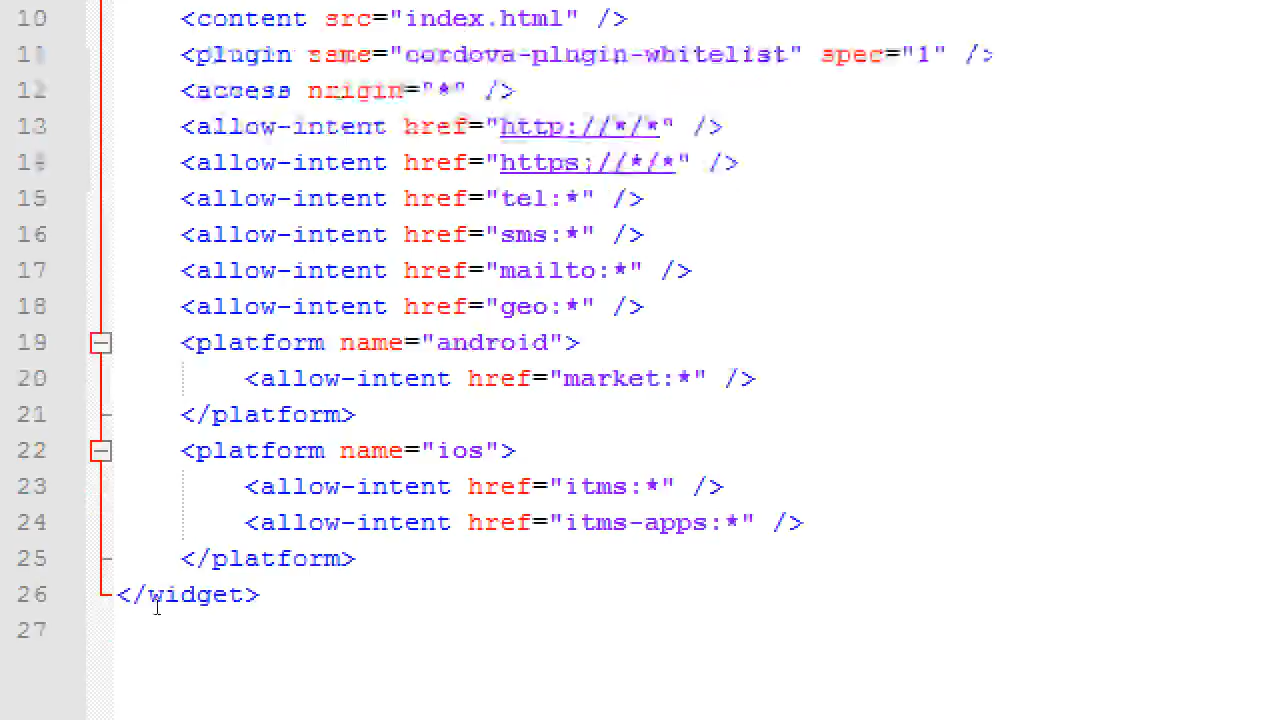 10 <content src="index.html" />
11 <plugin name="cordova-plugin-whitelist" spec="1" />
12 <access origin="*" />
13 <allow-intent href="http://*/*" />
14 <allow-intent href="https://*/*" />
15 <allow-intent href="tel:*" />
16 <allow-intent href="sms:*" />
17 <allow-intent href="mailto:*" />
18 <allow-intent href="geo:*" />
19 <platform name="android">
20 <allow-intent href="market:*" />
21 </platform>
22 <platform name="ios">
23 <allow-intent href="itms:*" />
24 <allow-intent href="itms-apps:*" />
25 </platform>
26 </widget>
27